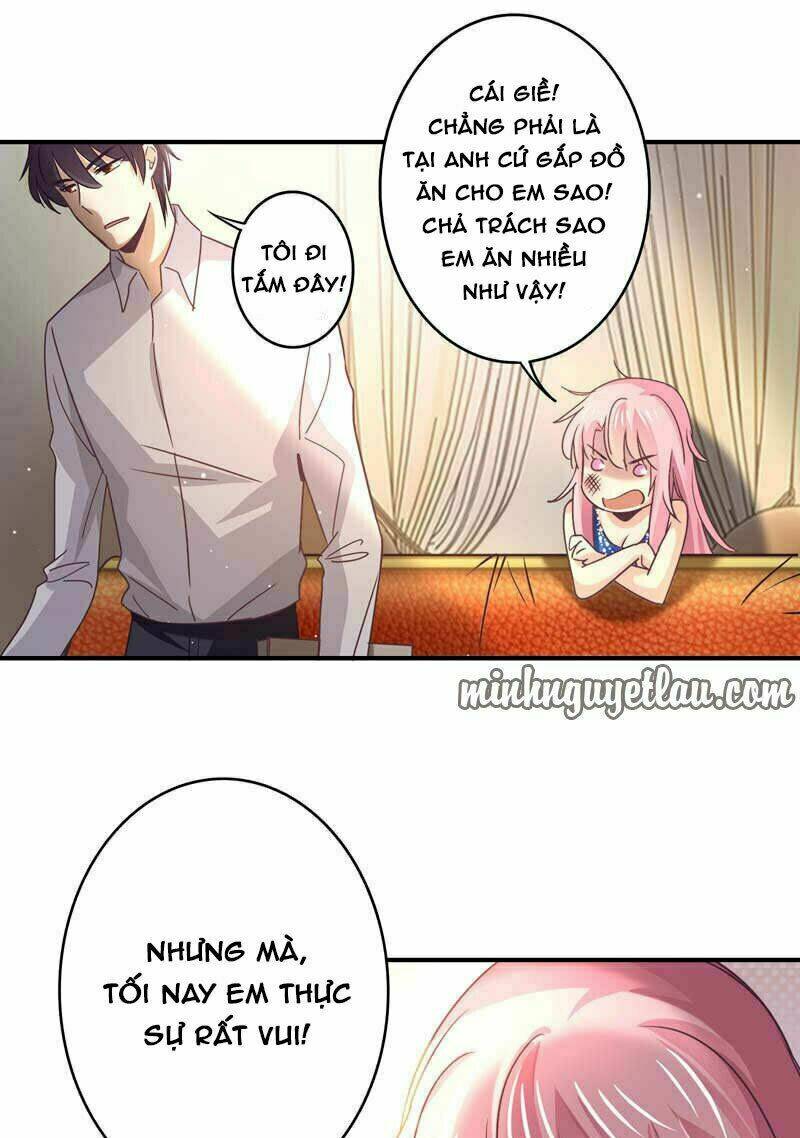 CÁI GIỀ!
CHẲNG PHẢI LÀ
TẠI ANH CỨ GẮP ĐỒ
ĂN CHO EM SAO!
CHẢ TRÁCH SAO
EM ĂN NHIỀU
NHƯ VẬY!
TÔI ĐI
TẮM ĐÂY!
minhnguyetlau.com
NHƯNG MÀ,
TỐI NAY EM THỰC
SỰ RẤT VUI!